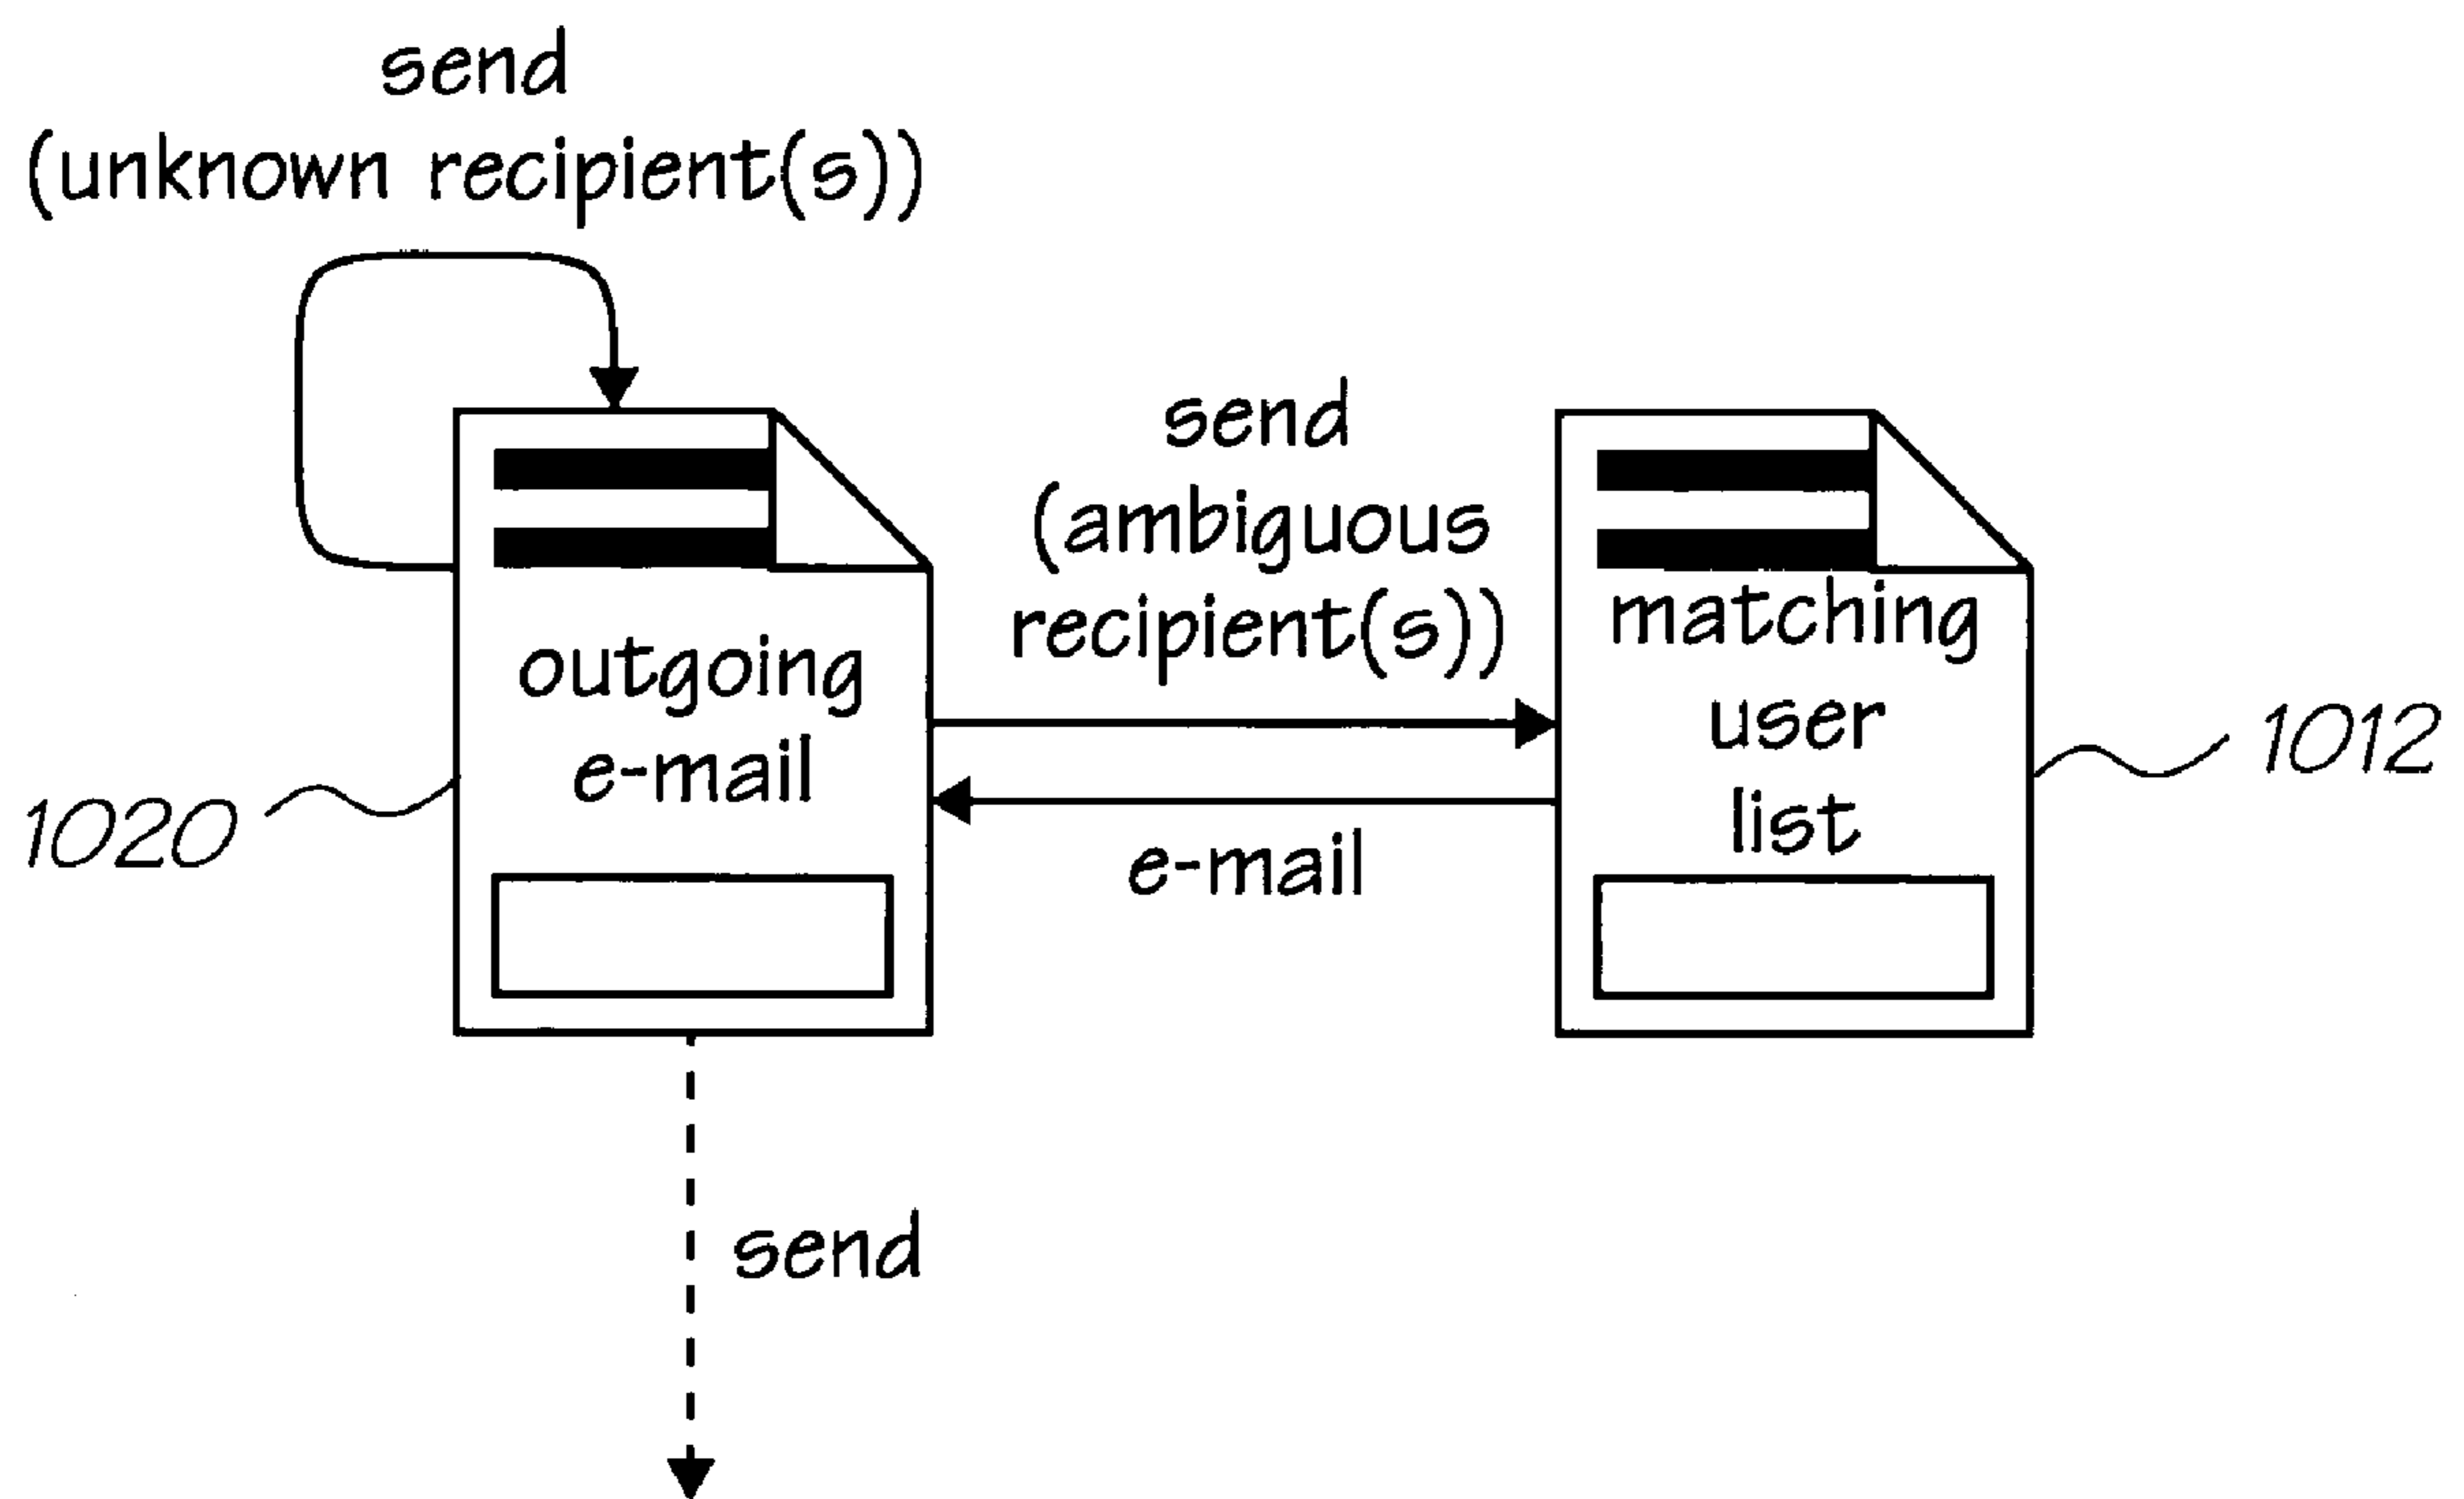 send
(unknown recipient(s))
send
(ambiguous
recipient(s))
outgoing
e-mail
matching
user
list
1012
1020
e-mail
send